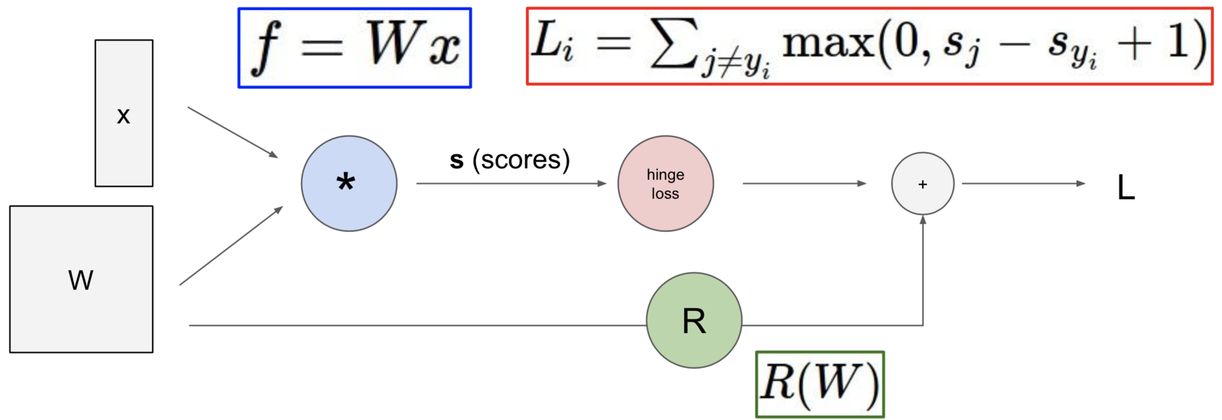 f = Wx
L_i = ∑_{j≠y_i} max(0, s_j − s_{y_i} + 1)
x
*
s (scores)
hinge
loss
+
L
W
R
R(W)